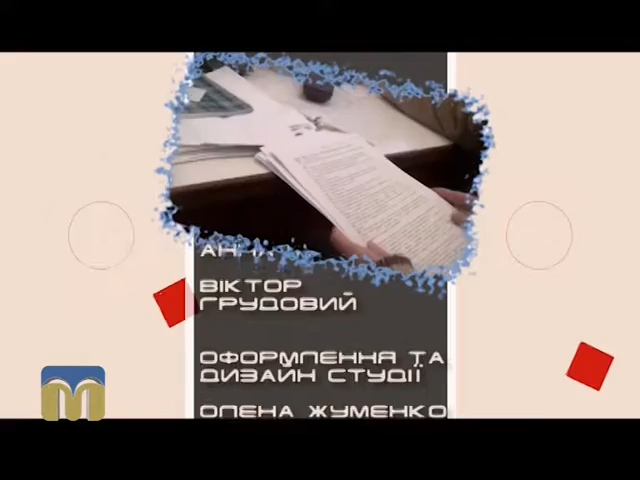 ВІКТОР
ГРУДОВИЙ
ОФОРМЛЕННЯ ТА
ДИЗАЙН СТУДІЇ
ОЛЕНА ЖУМЕНКО